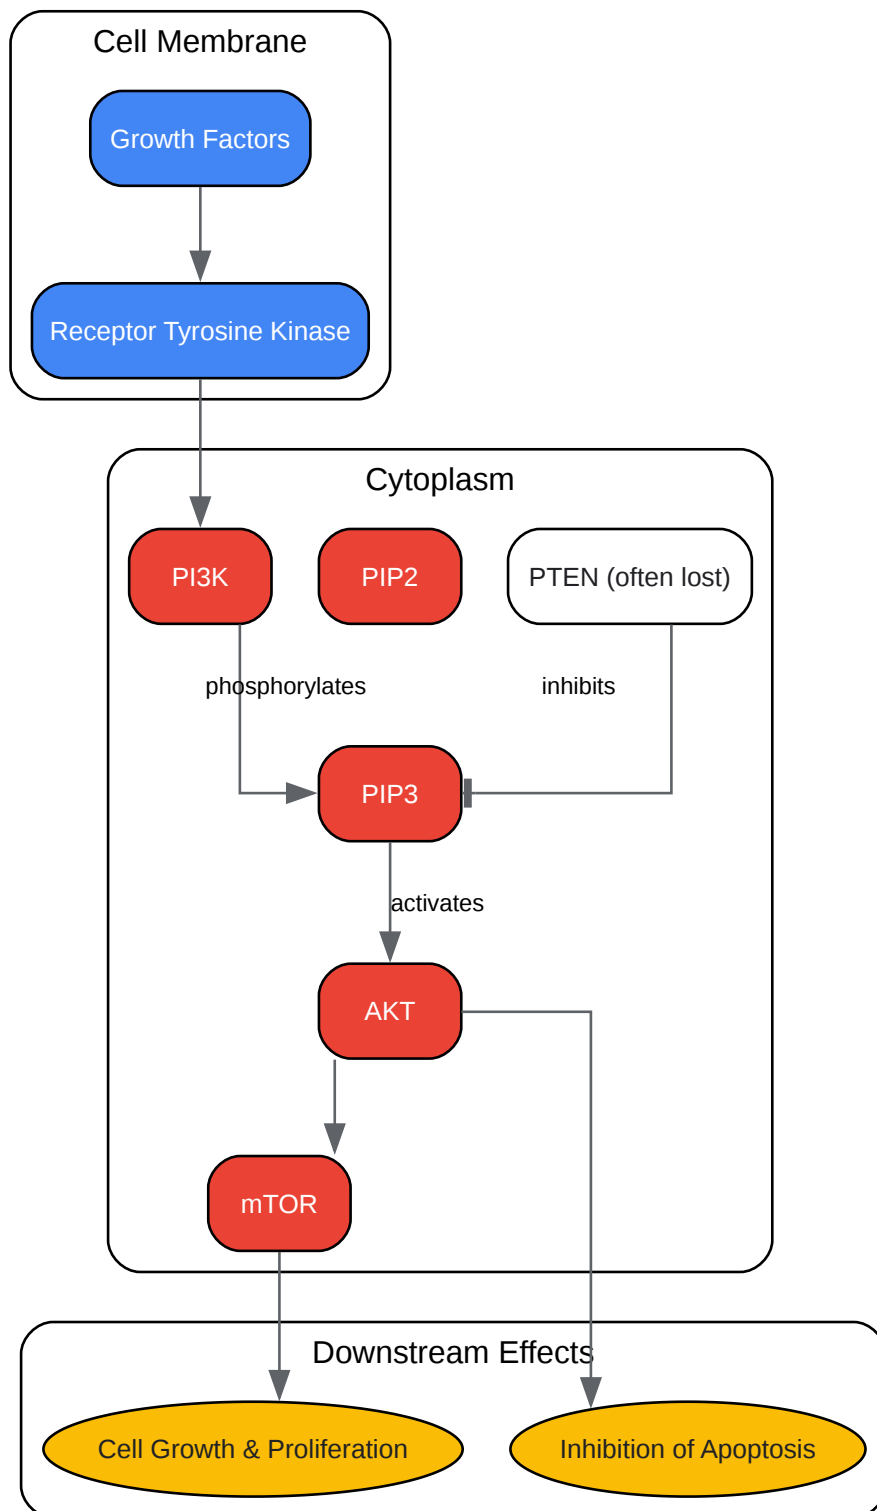 Cell Membrane
Growth Factors
Receptor Tyrosine Kinase
Cytoplasm
PI3K
PIP2
PTEN (often lost)
phosphorylates
inhibits
PIP3
activates
AKT
mTOR
Downstream Effects
Cell Growth & Proliferation
Inhibition of Apoptosis